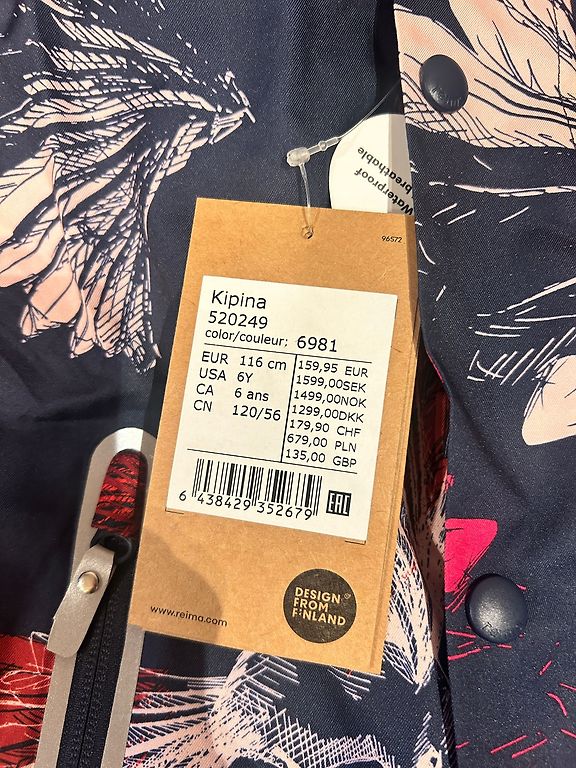 Waterproof
breathable
96572
Kipina
520249
color/couleur; 6981
EUR 116 cm
USA 6Y
CA 6 ans
CN 120/56
159,95 EUR
1599,00SEK
1499,00NOK
1299,00DKK
179,90 CHF
679,00 PLN
135,00 GBP
6 438429 352679
EAC
www.reima.com
DESIGN
FROM
FINLAND